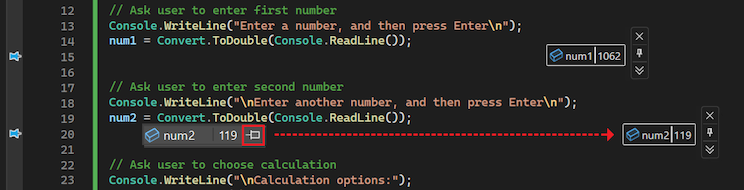 12 // Ask user to enter first number
13 Console.WriteLine("Enter a number, and then press Enter\n");
14 num1 = Convert.ToDouble(Console.ReadLine());
15 num1 1062
16
17 // Ask user to enter second number
18 Console.WriteLine("\nEnter another number, and then press Enter\n");
19 num2 = Convert.ToDouble(Console.ReadLine());
20 num2 119 num2 119
21
22 // Ask user to choose calculation
23 Console.WriteLine("\nCalculation options:");